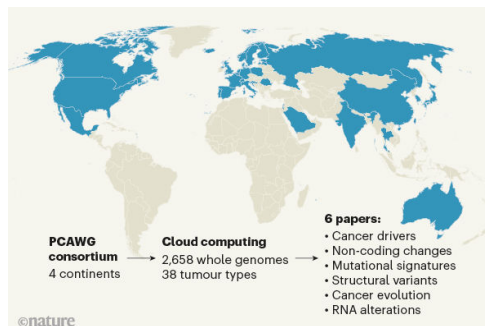 PCAWG
consortium
4 continents
Cloud computing
2,658 whole genomes
38 tumour types
6 papers:
• Cancer drivers
• Non-coding changes
• Mutational signatures
• Structural variants
• Cancer evolution
• RNA alterations
©nature